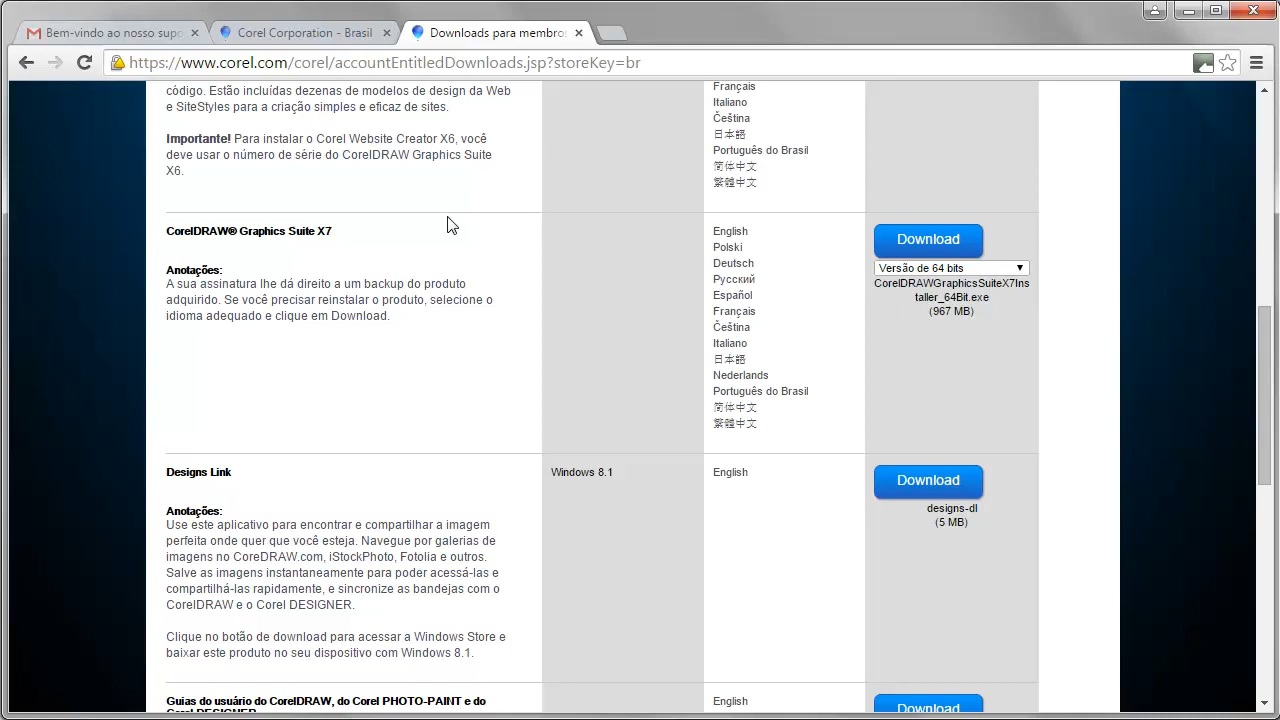 Bem-vindo ao nosso supo
Corel Corporation - Brasil
Downloads para membro
https://www.corel.com/corel/accountEntitledDownloads.jsp?storeKey=br
código. Estão incluídas dezenas de modelos de design da Web
e SiteStyles para a criação simples e eficaz de sites.
Importante! Para instalar o Corel Website Creator X6, você
deve usar o número de série do CorelDRAW Graphics Suite
X6.
Français
Italiano
Čeština
日本語
Português do Brasil
简体中文
繁體中文
CorelDRAW® Graphics Suite X7
Anotações:
A sua assinatura lhe dá direito a um backup do produto
adquirido. Se você precisar reinstalar o produto, selecione o
idioma adequado e clique em Download.
English
Polski
Deutsch
Русский
Español
Français
Čeština
Italiano
日本語
Nederlands
Português do Brasil
简体中文
繁體中文
Download
Versão de 64 bits
CorelDRAWGraphicsSuiteX7Ins
taller_64Bit.exe
(967 MB)
Designs Link
Anotações:
Use este aplicativo para encontrar e compartilhar a imagem
perfeita onde quer que você esteja. Navegue por galerias de
imagens no CoreDRAW.com, iStockPhoto, Fotolia e outros.
Salve as imagens instantaneamente para poder acessá-las e
compartilhá-las rapidamente, e sincronize as bandejas com o
CorelDRAW e o Corel DESIGNER.
Clique no botão de download para acessar a Windows Store e
baixar este produto no seu dispositivo com Windows 8.1.
Windows 8.1
English
Download
designs-dl
(5 MB)
Guias do usuário do CorelDRAW, do Corel PHOTO-PAINT e do
Corel DESIGNER
English
Download